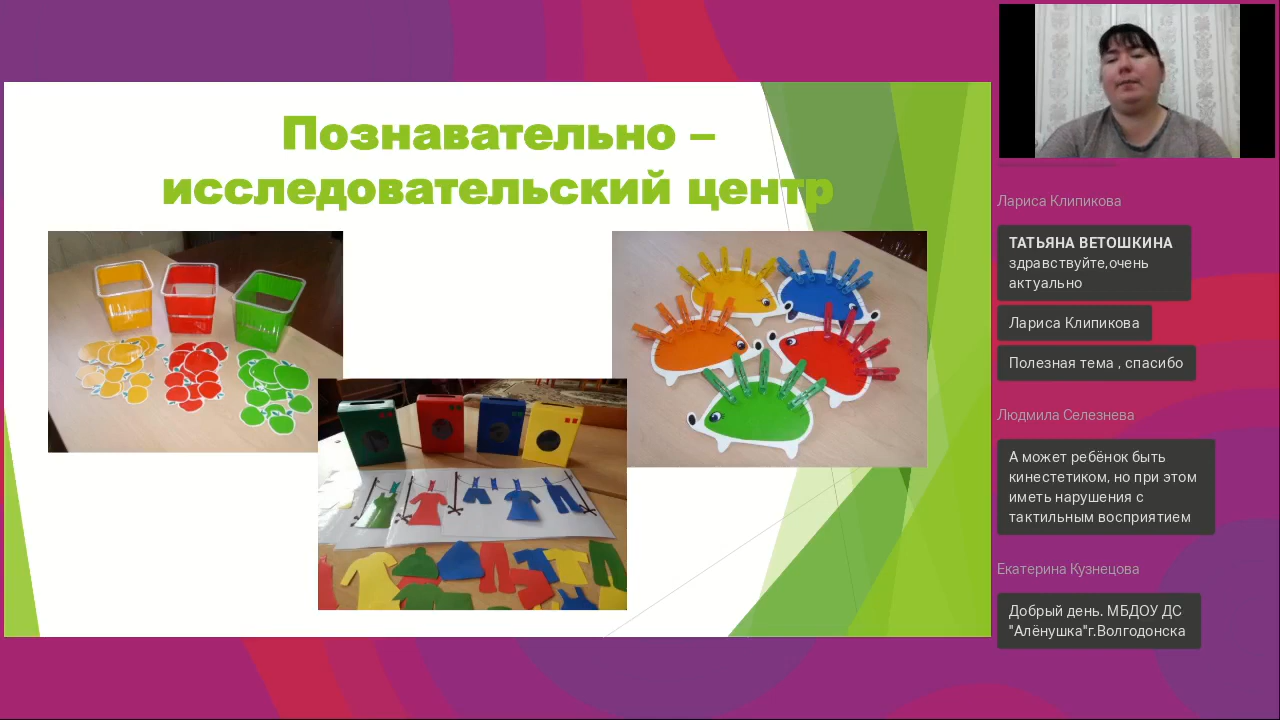 Познавательно –
исследовательский центр
Лариса Клипикова
ТАТЬЯНА ВЕТОШКИНА
здравствуйте,очень
актуально
Лариса Клипикова
Полезная тема , спасибо
Людмила Селезнева
А может ребёнок быть
кинестетиком, но при этом
иметь нарушения с
тактильным восприятием
Екатерина Кузнецова
Добрый день. МБДОУ ДС
"Алёнушка"г.Волгодонска